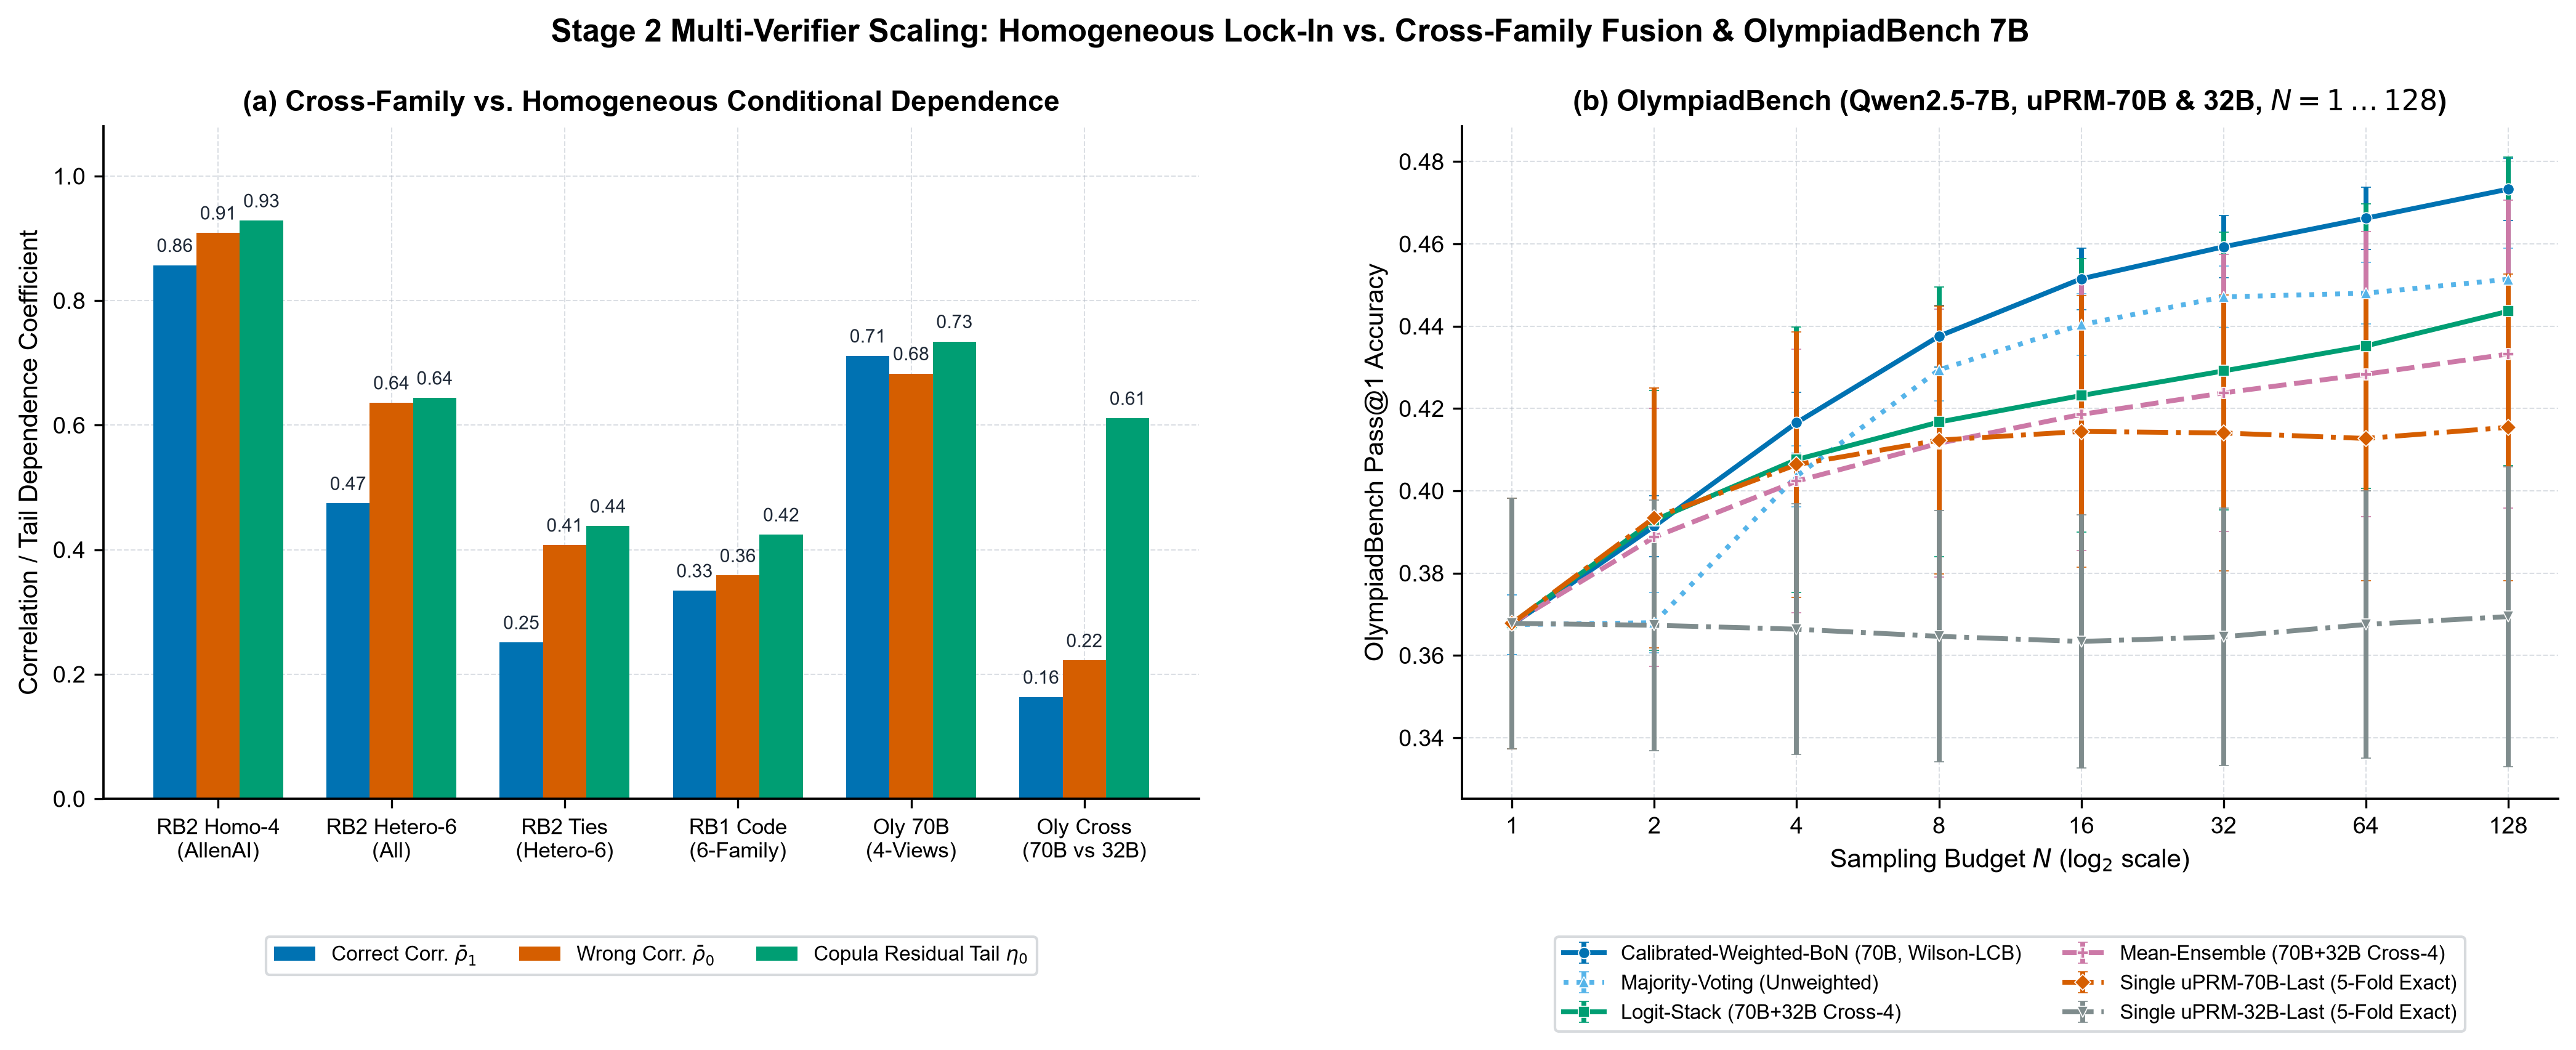 Stage 2 Multi-Verifier Scaling: Homogeneous Lock-In vs. Cross-Family Fusion & OlympiadBench 7B
(a) Cross-Family vs. Homogeneous Conditional Dependence
Correlation / Tail Dependence Coefficient
1.0
0.8
0.6
0.4
0.2
0.0
0.86
0.91
0.93
0.47
0.64
0.64
0.25
0.41
0.44
0.33
0.36
0.42
0.71
0.68
0.73
0.16
0.22
0.61
RB2 Homo-4
(AllenAI)
RB2 Hetero-6
(All)
RB2 Ties
(Hetero-6)
RB1 Code
(6-Family)
Oly 70B
(4-Views)
Oly Cross
(70B vs 32B)
Correct Corr. ρ̄₁
Wrong Corr. ρ̄₀
Copula Residual Tail η₀
(b) OlympiadBench (Qwen2.5-7B, uPRM-70B & 32B, N = 1 … 128)
OlympiadBench Pass@1 Accuracy
0.48
0.46
0.44
0.42
0.40
0.38
0.36
0.34
1
2
4
8
16
32
64
128
Sampling Budget N (log₂ scale)
Calibrated-Weighted-BoN (70B, Wilson-LCB)
Majority-Voting (Unweighted)
Logit-Stack (70B+32B Cross-4)
Mean-Ensemble (70B+32B Cross-4)
Single uPRM-70B-Last (5-Fold Exact)
Single uPRM-32B-Last (5-Fold Exact)